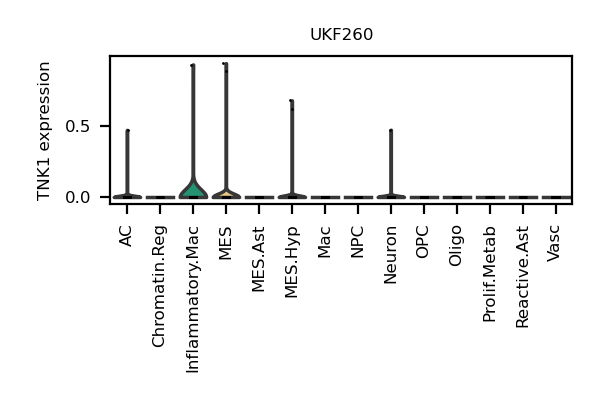 UKF260
TNK1 expression
0.5
0.0
AC
Chromatin.Reg
Inflammatory.Mac
MES
MES.Ast
MES.Hyp
Mac
NPC
Neuron
OPC
Oligo
Prolif.Metab
Reactive.Ast
Vasc